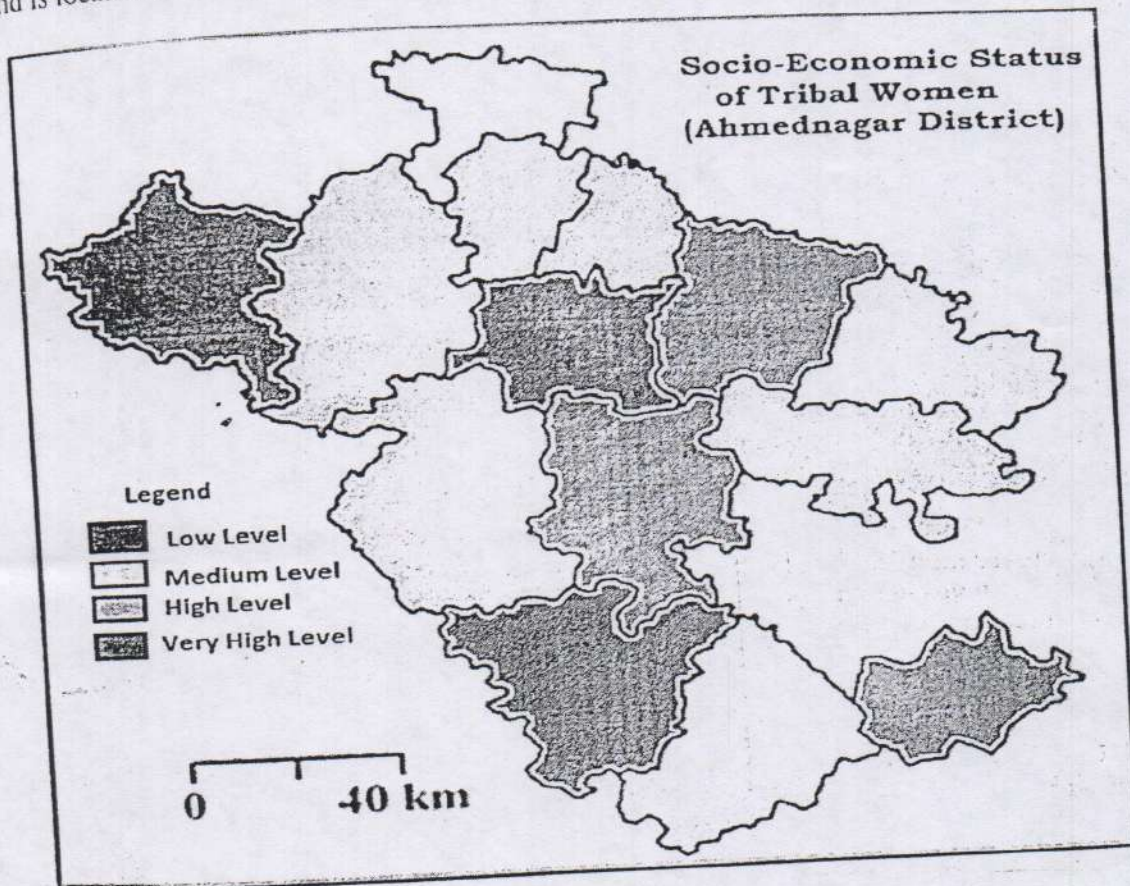 Socio-Economic Status
of Tribal Women
(Ahmednagar District)
Legend
Low Level
Medium Level
High Level
Very High Level
0 40 km